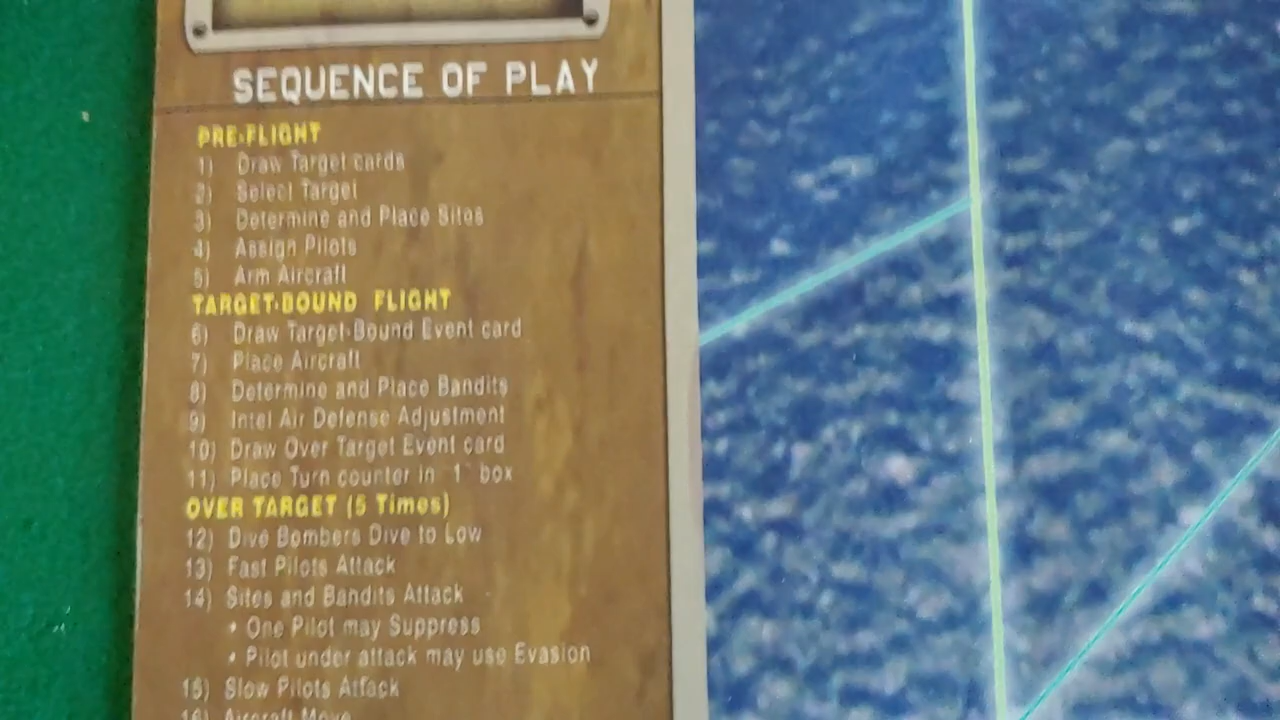 SEQUENCE OF PLAY
PRE-FLIGHT
1) Draw Target cards
2) Select Target
3) Determine and Place Sites
4) Assign Pilots
5) Arm Aircraft
TARGET-BOUND FLIGHT
6) Draw Target-Bound Event card
7) Place Aircraft
8) Determine and Place Bandits
9) Intel Air Defense Adjustment
10) Draw Over Target Event card
11) Place Turn counter in "1" box
OVER TARGET (5 Times)
12) Dive Bombers Dive to Low
13) Fast Pilots Attack
14) Sites and Bandits Attack
• One Pilot may Suppress
• Pilot under attack may use Evasion
15) Slow Pilots Attack
16) Aircraft Move